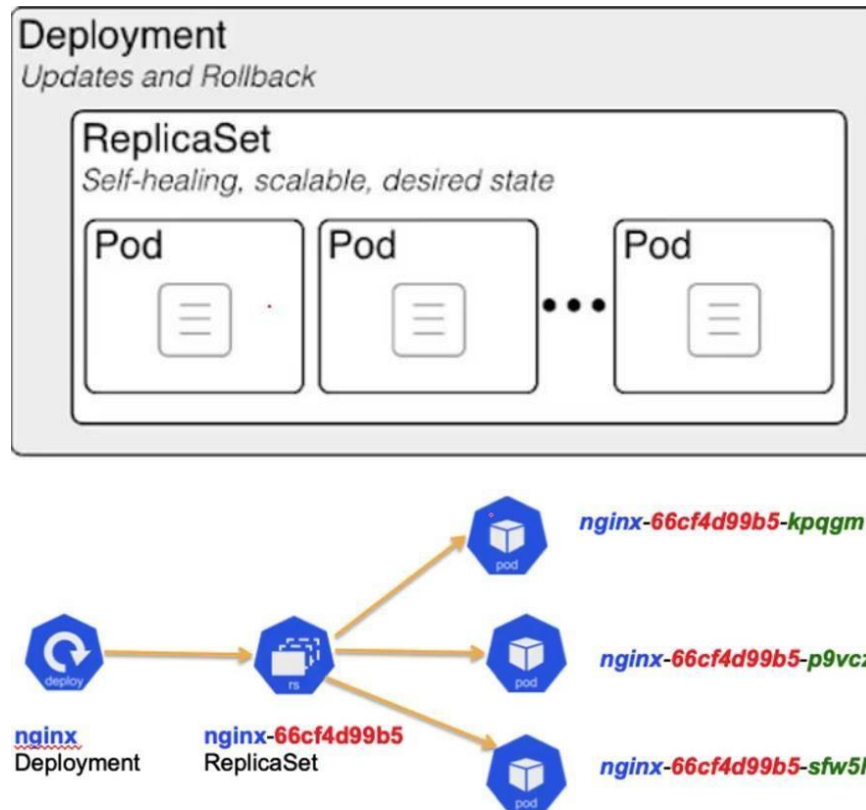 Deployment
Updates and Rollback
ReplicaSet
Self-healing, scalable, desired state
Pod Pod Pod
pod
nginx-66cf4d99b5-kpqgm
deploy
rs
pod
nginx-66cf4d99b5-p9vcz
nginx
Deployment
nginx-66cf4d99b5
ReplicaSet
pod
nginx-66cf4d99b5-sfw5